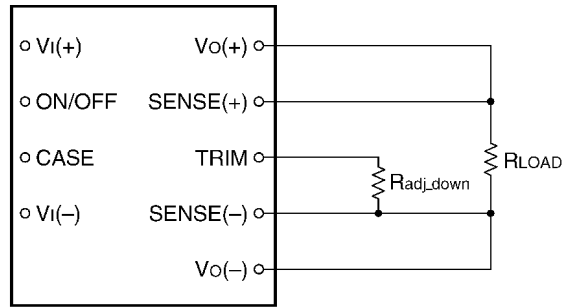 VI(+)
VO(+)
ON/OFF
SENSE(+)
CASE
TRIM
RLOAD
Radj_down
VI(–)
SENSE(–)
VO(–)